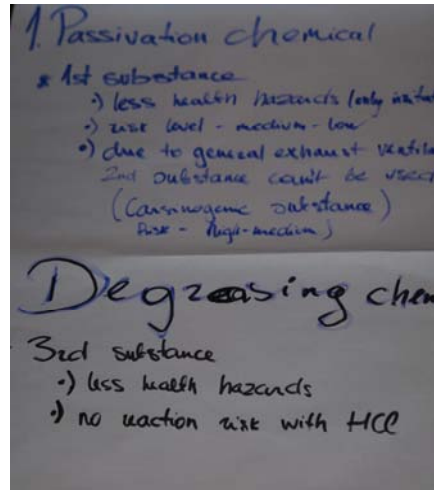 1. Passivation chemical
* 1st substance
•) less health hazards (only irritat
•) risk level - medium - low
•) due to general exhaust ventila
2nd substance can't be used
(Carsinogenic substance)
Risk - high-medium)
Degreasing chem
3rd substance
•) less health hazards
•) no reaction risk with HCl